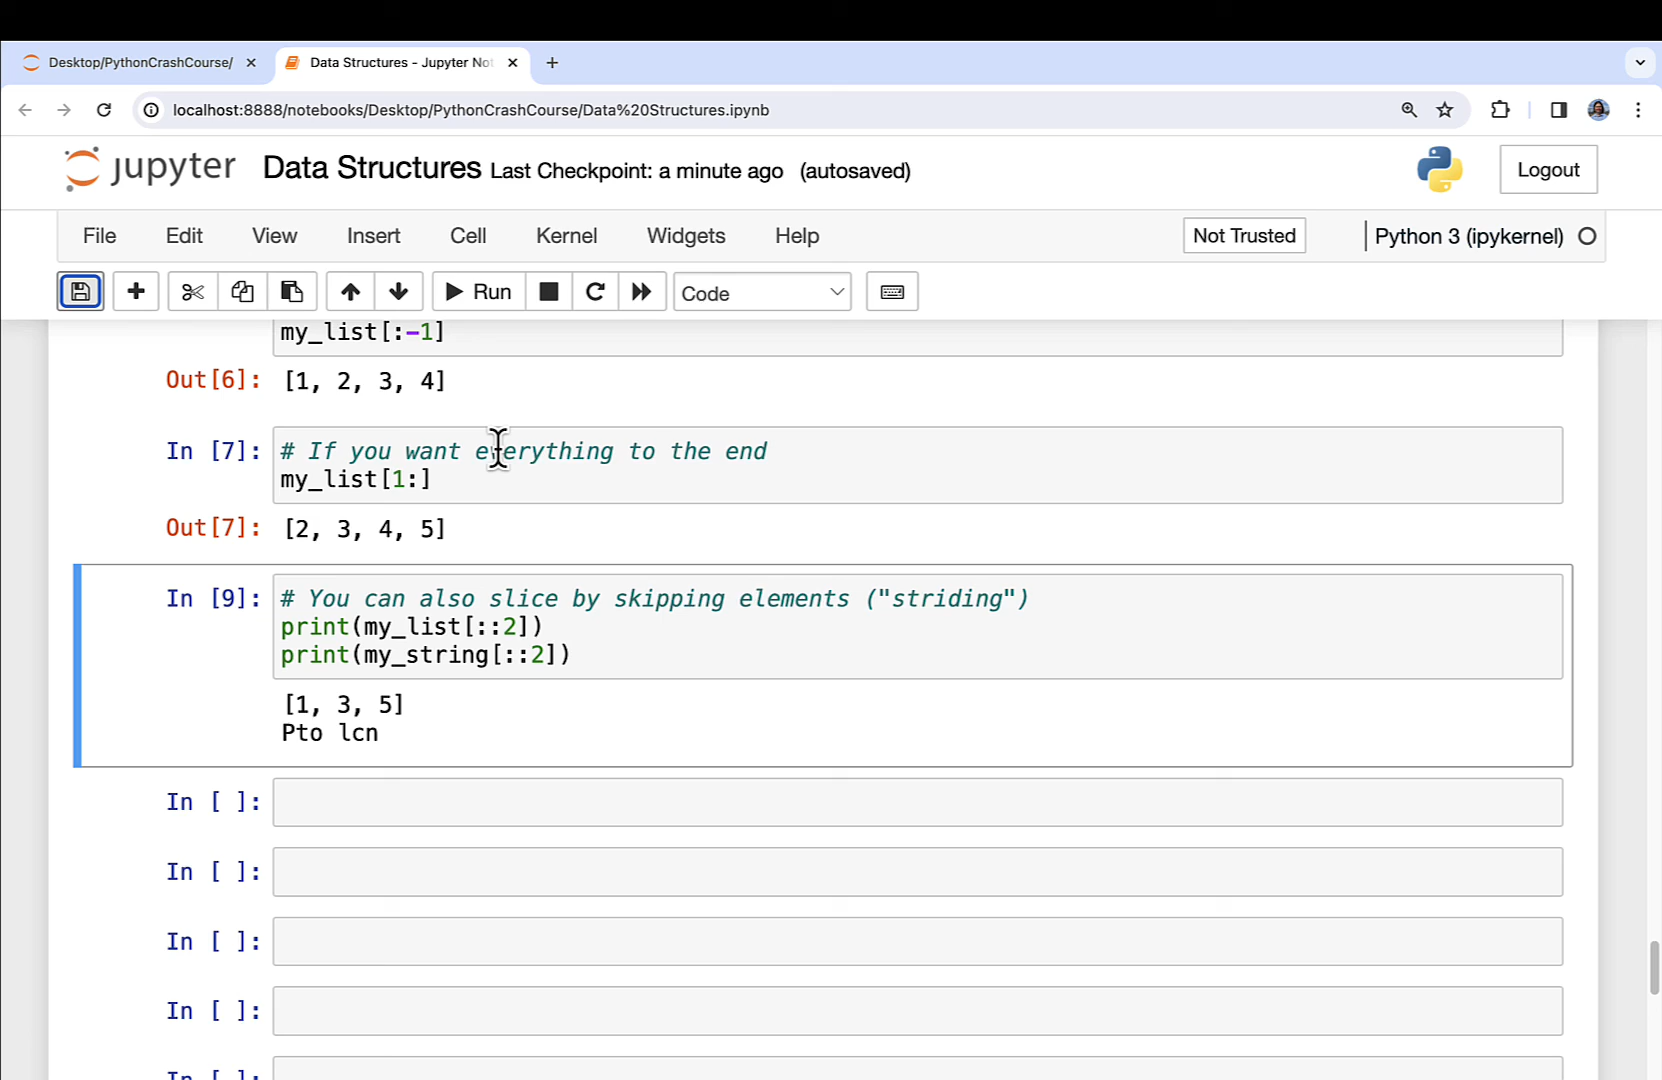 Desktop/PythonCrashCourse/
Data Structures - Jupyter Not
localhost:8888/notebooks/Desktop/PythonCrashCourse/Data%20Structures.ipynb
jupyter Data Structures Last Checkpoint: a minute ago (autosaved)
Logout
File Edit View Insert Cell Kernel Widgets Help Not Trusted Python 3 (ipykernel)
Run Code
my_list[:-1]
Out[6]: [1, 2, 3, 4]
In [7]: # If you want everything to the end
my_list[1:]
Out[7]: [2, 3, 4, 5]
In [9]: # You can also slice by skipping elements ("striding")
print(my_list[::2])
print(my_string[::2])
[1, 3, 5]
Pto lcn
In [ ]:
In [ ]:
In [ ]:
In [ ]:
In [ ]: